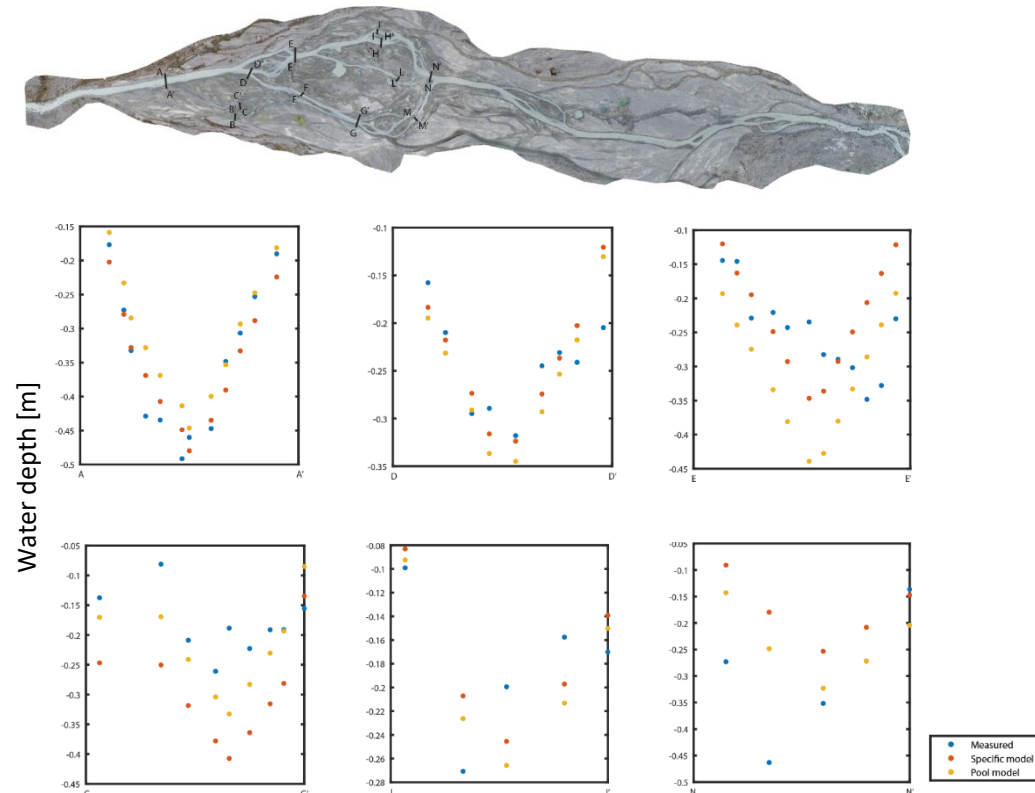 I
I' H'
H
E
E'
D'
D
A
A'
C'
B' C
B
F
F'
G'
G
L
L'
M
M'
N'
N
Water depth [m]
-0.15
-0.2
-0.25
-0.3
-0.35
-0.4
-0.45
-0.5
A A'
-0.1
-0.15
-0.2
-0.25
-0.3
-0.35
D D'
-0.05
-0.1
-0.15
-0.2
-0.25
-0.3
-0.35
-0.4
-0.45
E E'
-0.05
-0.1
-0.15
-0.2
-0.25
-0.3
-0.35
-0.4
-0.45
-0.08
-0.1
-0.12
-0.14
-0.16
-0.18
-0.2
-0.22
-0.24
-0.26
-0.28
-0.05
-0.1
-0.15
-0.2
-0.25
-0.3
-0.35
-0.4
-0.45
-0.5
N N'
Measured
Specific model
Pool model